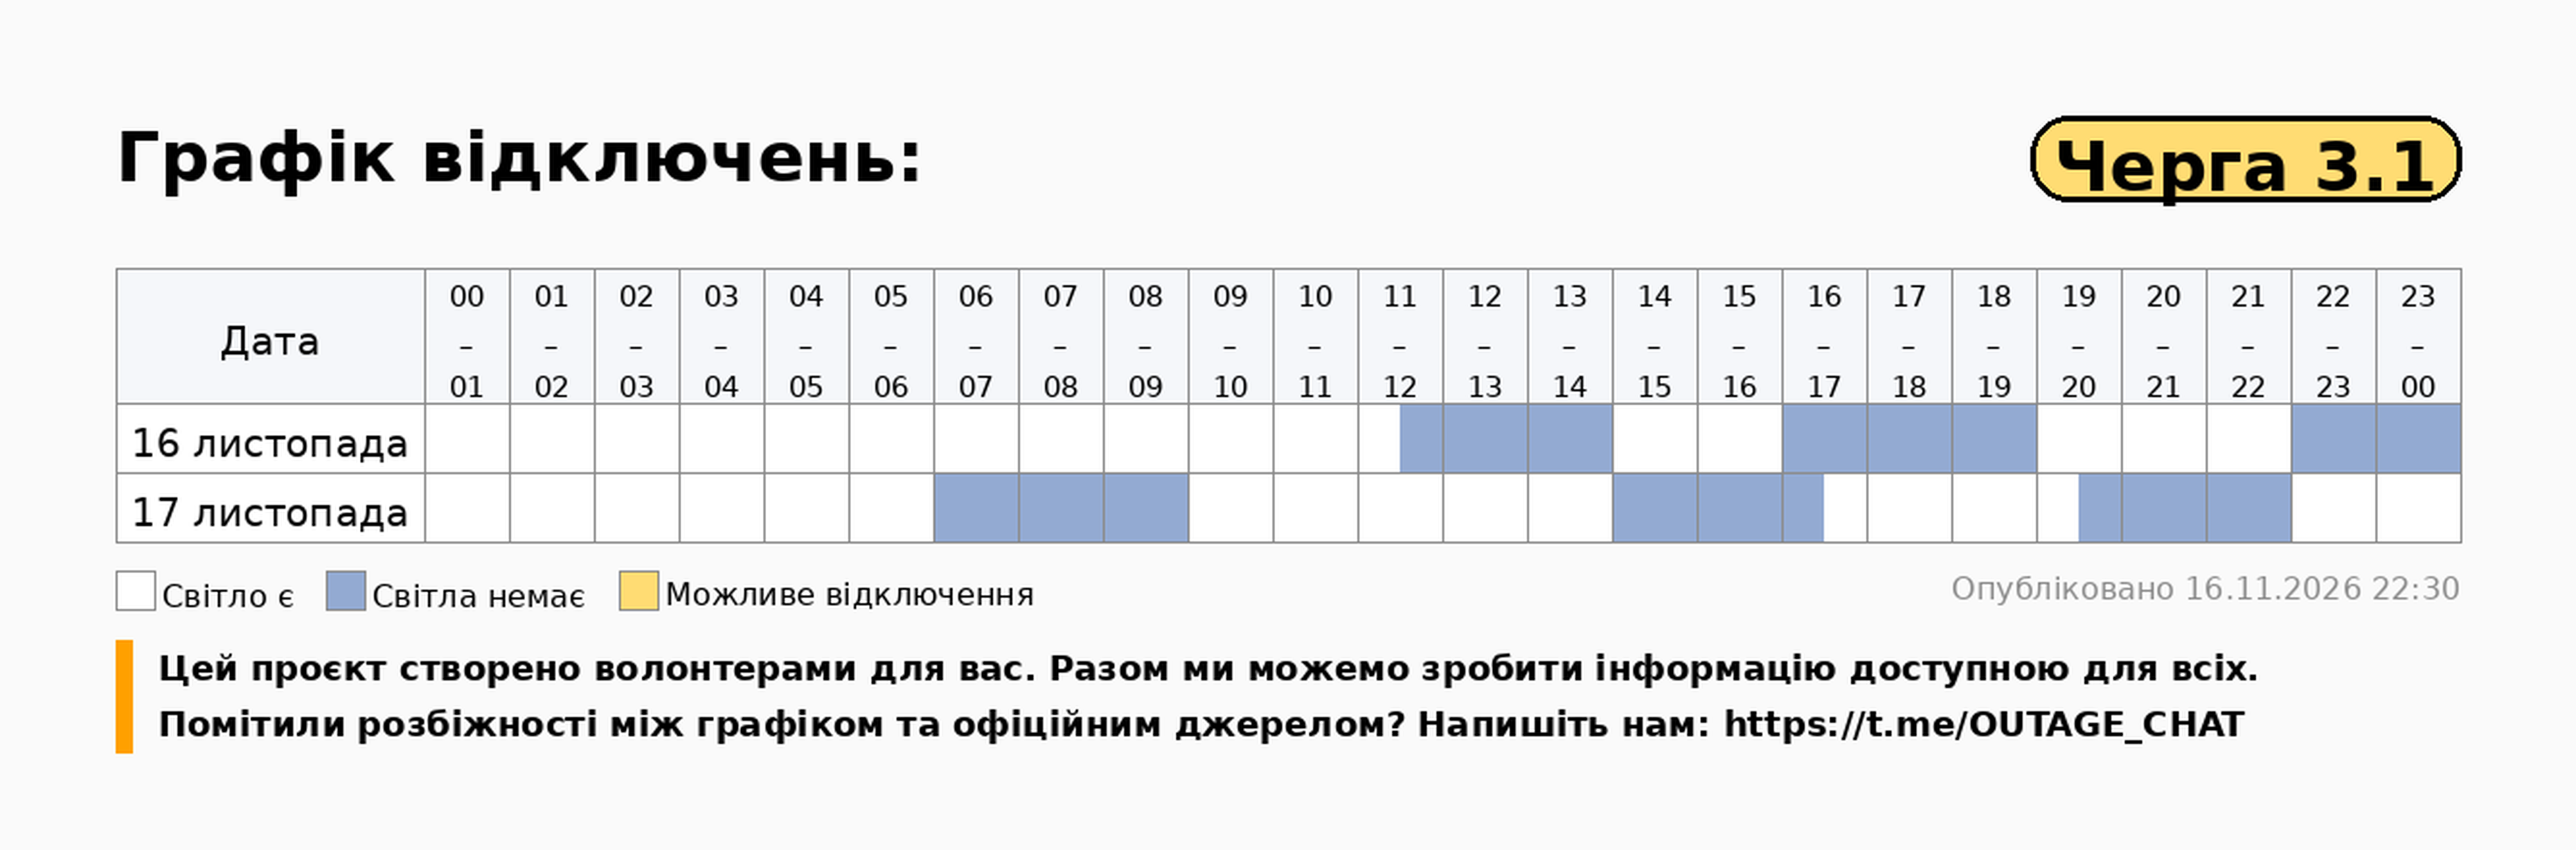 Графік відключень:
Черга 3.1
Дата 00 – 01 01 – 02 02 – 03 03 – 04 04 – 05 05 – 06 06 – 07 07 – 08 08 – 09 09 – 10 10 – 11 11 – 12 12 – 13 13 – 14 14 – 15 15 – 16 16 – 17 17 – 18 18 – 19 19 – 20 20 – 21 21 – 22 22 – 23 23 – 00
16 листопада
17 листопада
Світло є Світла немає Можливе відключення
Опубліковано 16.11.2026 22:30
Цей проєкт створено волонтерами для вас. Разом ми можемо зробити інформацію доступною для всіх.
Помітили розбіжності між графіком та офіційним джерелом? Напишіть нам: https://t.me/OUTAGE_CHAT